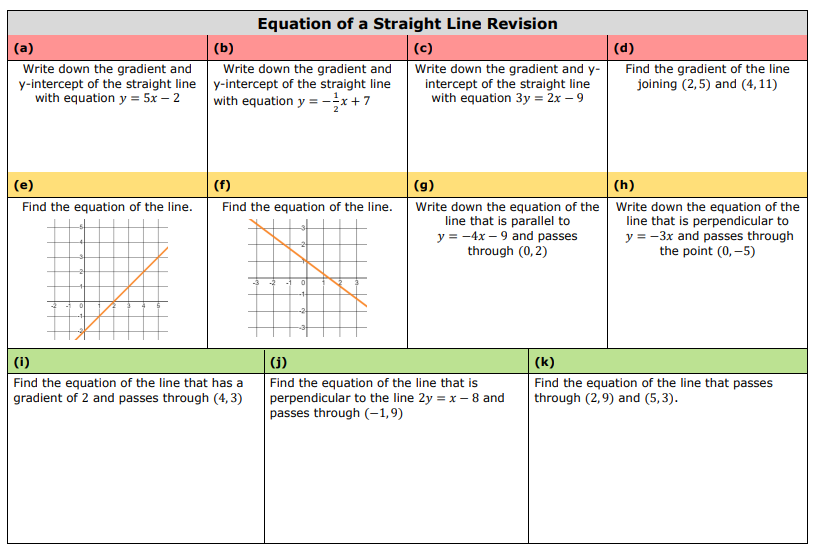 Equation of a Straight Line Revision
(a)
Write down the gradient and
y-intercept of the straight line
with equation y = 5x − 2
(b)
Write down the gradient and
y-intercept of the straight line
with equation y = −1/2x + 7
(c)
Write down the gradient and y-
intercept of the straight line
with equation 3y = 2x − 9
(d)
Find the gradient of the line
joining (2, 5) and (4, 11)
(e)
Find the equation of the line.
5
4
3
2
1
-2 -1 0 1 2 3 4 5
-1
-2
(f)
Find the equation of the line.
3
2
1
-3 -2 -1 0 1 2 3
-1
-2
-3
(g)
Write down the equation of the
line that is parallel to
y = −4x − 9 and passes
through (0, 2)
(h)
Write down the equation of the
line that is perpendicular to
y = −3x and passes through
the point (0, −5)
(i)
Find the equation of the line that has a
gradient of 2 and passes through (4, 3)
(j)
Find the equation of the line that is
perpendicular to the line 2y = x − 8 and
passes through (−1, 9)
(k)
Find the equation of the line that passes
through (2, 9) and (5, 3).